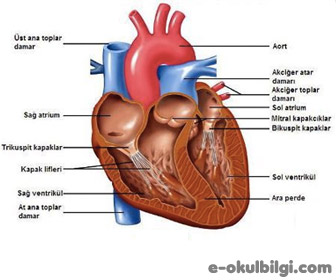 Üst ana toplar
damar
Sağ atrium
Trikuspit kapaklar
Kapak lifleri
Sağ ventrikül
At ana toplar
damar
Aort
Akciğer atar
damarı
Akciğer toplar
damarı
Sol atrium
Mitral kapakcıklar
Bikuspit kapaklar
Sol ventrikül
Ara perde
e-okulbilgi.com